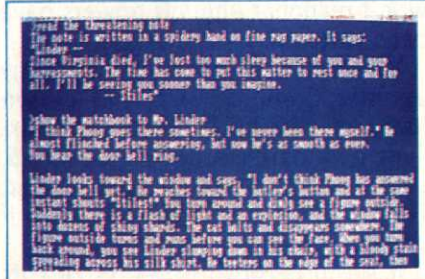 >read the threatening note
The note is written in a spidery hand on fine rag paper. It says:
"Linder --
Since Virginia died, I've lost too much sleep because of you and your
harressments. The time has come to put this matter to rest once and for
all. I'll be seeing you sooner than you imagine.
-- Stiles"
>show the matchbook to Mr. Linder
"I think Phong goes there sometimes. I've never been there myself." He
almost flinched before answering, but now he's as smooth as ever.
You hear the door bell ring.
Linder looks toward the window and says, "I don't think Phong has answered
the door bell yet." He reaches toward the butler's button and at the same
instant shouts "Stiles!" You turn around and dimly see a figure outside.
Suddenly there is a flash of light and an explosion, and the window falls
into dozens of shiny shards. The cat bolts and disappears somewhere. The
figure outside turns and runs before you can see the face. When you turn
back around, you see Linder slumping down in his chair, with a bloody stain
spreading across his silk shirt. He teeters on the edge of the seat, then